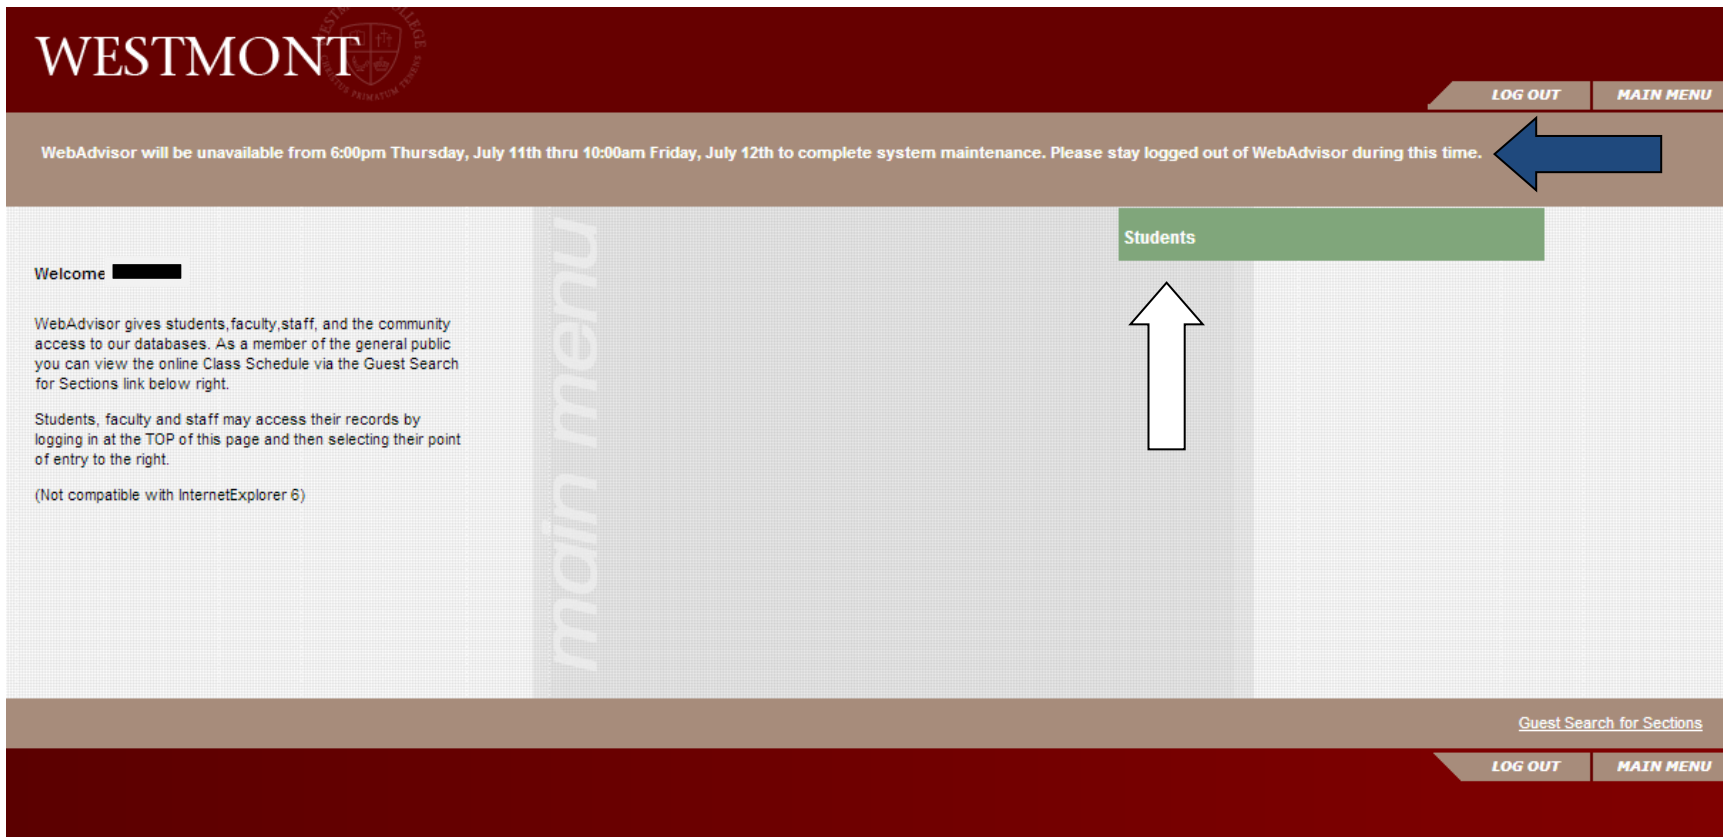 WESTMONT
LOG OUT
MAIN MENU
WebAdvisor will be unavailable from 6:00pm Thursday, July 11th thru 10:00am Friday, July 12th to complete system maintenance. Please stay logged out of WebAdvisor during this time.
Students
main menu
Welcome
WebAdvisor gives students,faculty,staff, and the community
access to our databases. As a member of the general public
you can view the online Class Schedule via the Guest Search
for Sections link below right.
Students, faculty and staff may access their records by
logging in at the TOP of this page and then selecting their point
of entry to the right.
(Not compatible with InternetExplorer 6)
Guest Search for Sections
LOG OUT
MAIN MENU